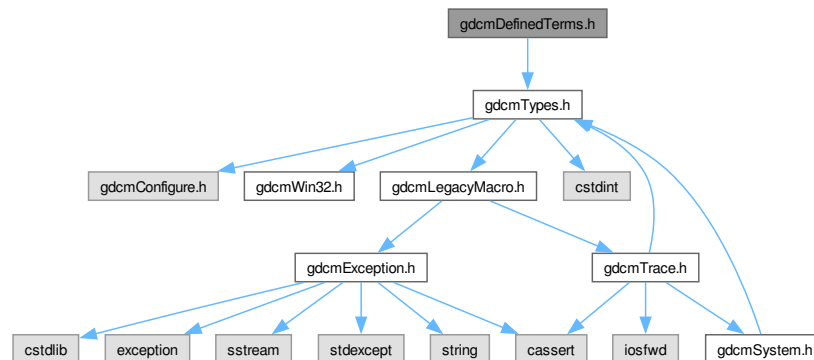 gdcmDefinedTerms.h
gdcmTypes.h
gdcmConfigure.h
gdcmWin32.h
gdcmLegacyMacro.h
cstdint
gdcmException.h
gdcmTrace.h
cstdlib
exception
sstream
stdexcept
string
cassert
iosfwd
gdcmSystem.h